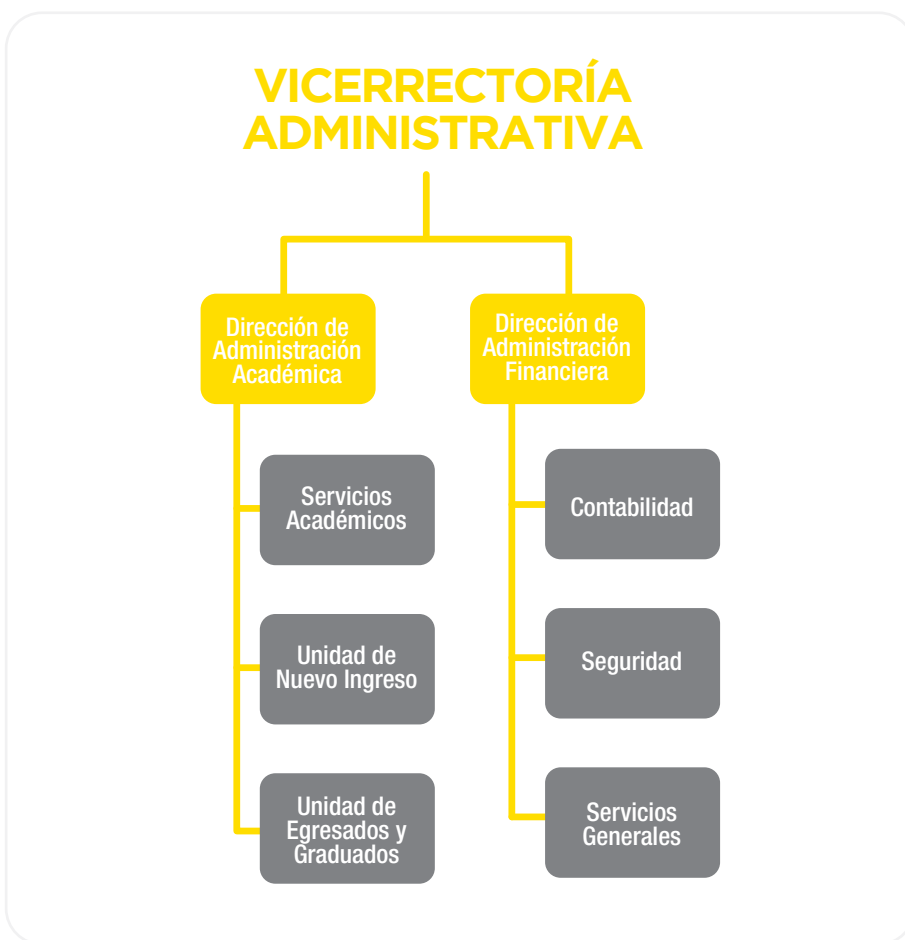 VICERRECTORÍA
ADMINISTRATIVA
Dirección de
Administración
Académica
Dirección de
Administración
Financiera
Servicios
Académicos
Contabilidad
Unidad de
Nuevo Ingreso
Seguridad
Unidad de
Egresados y
Graduados
Servicios
Generales